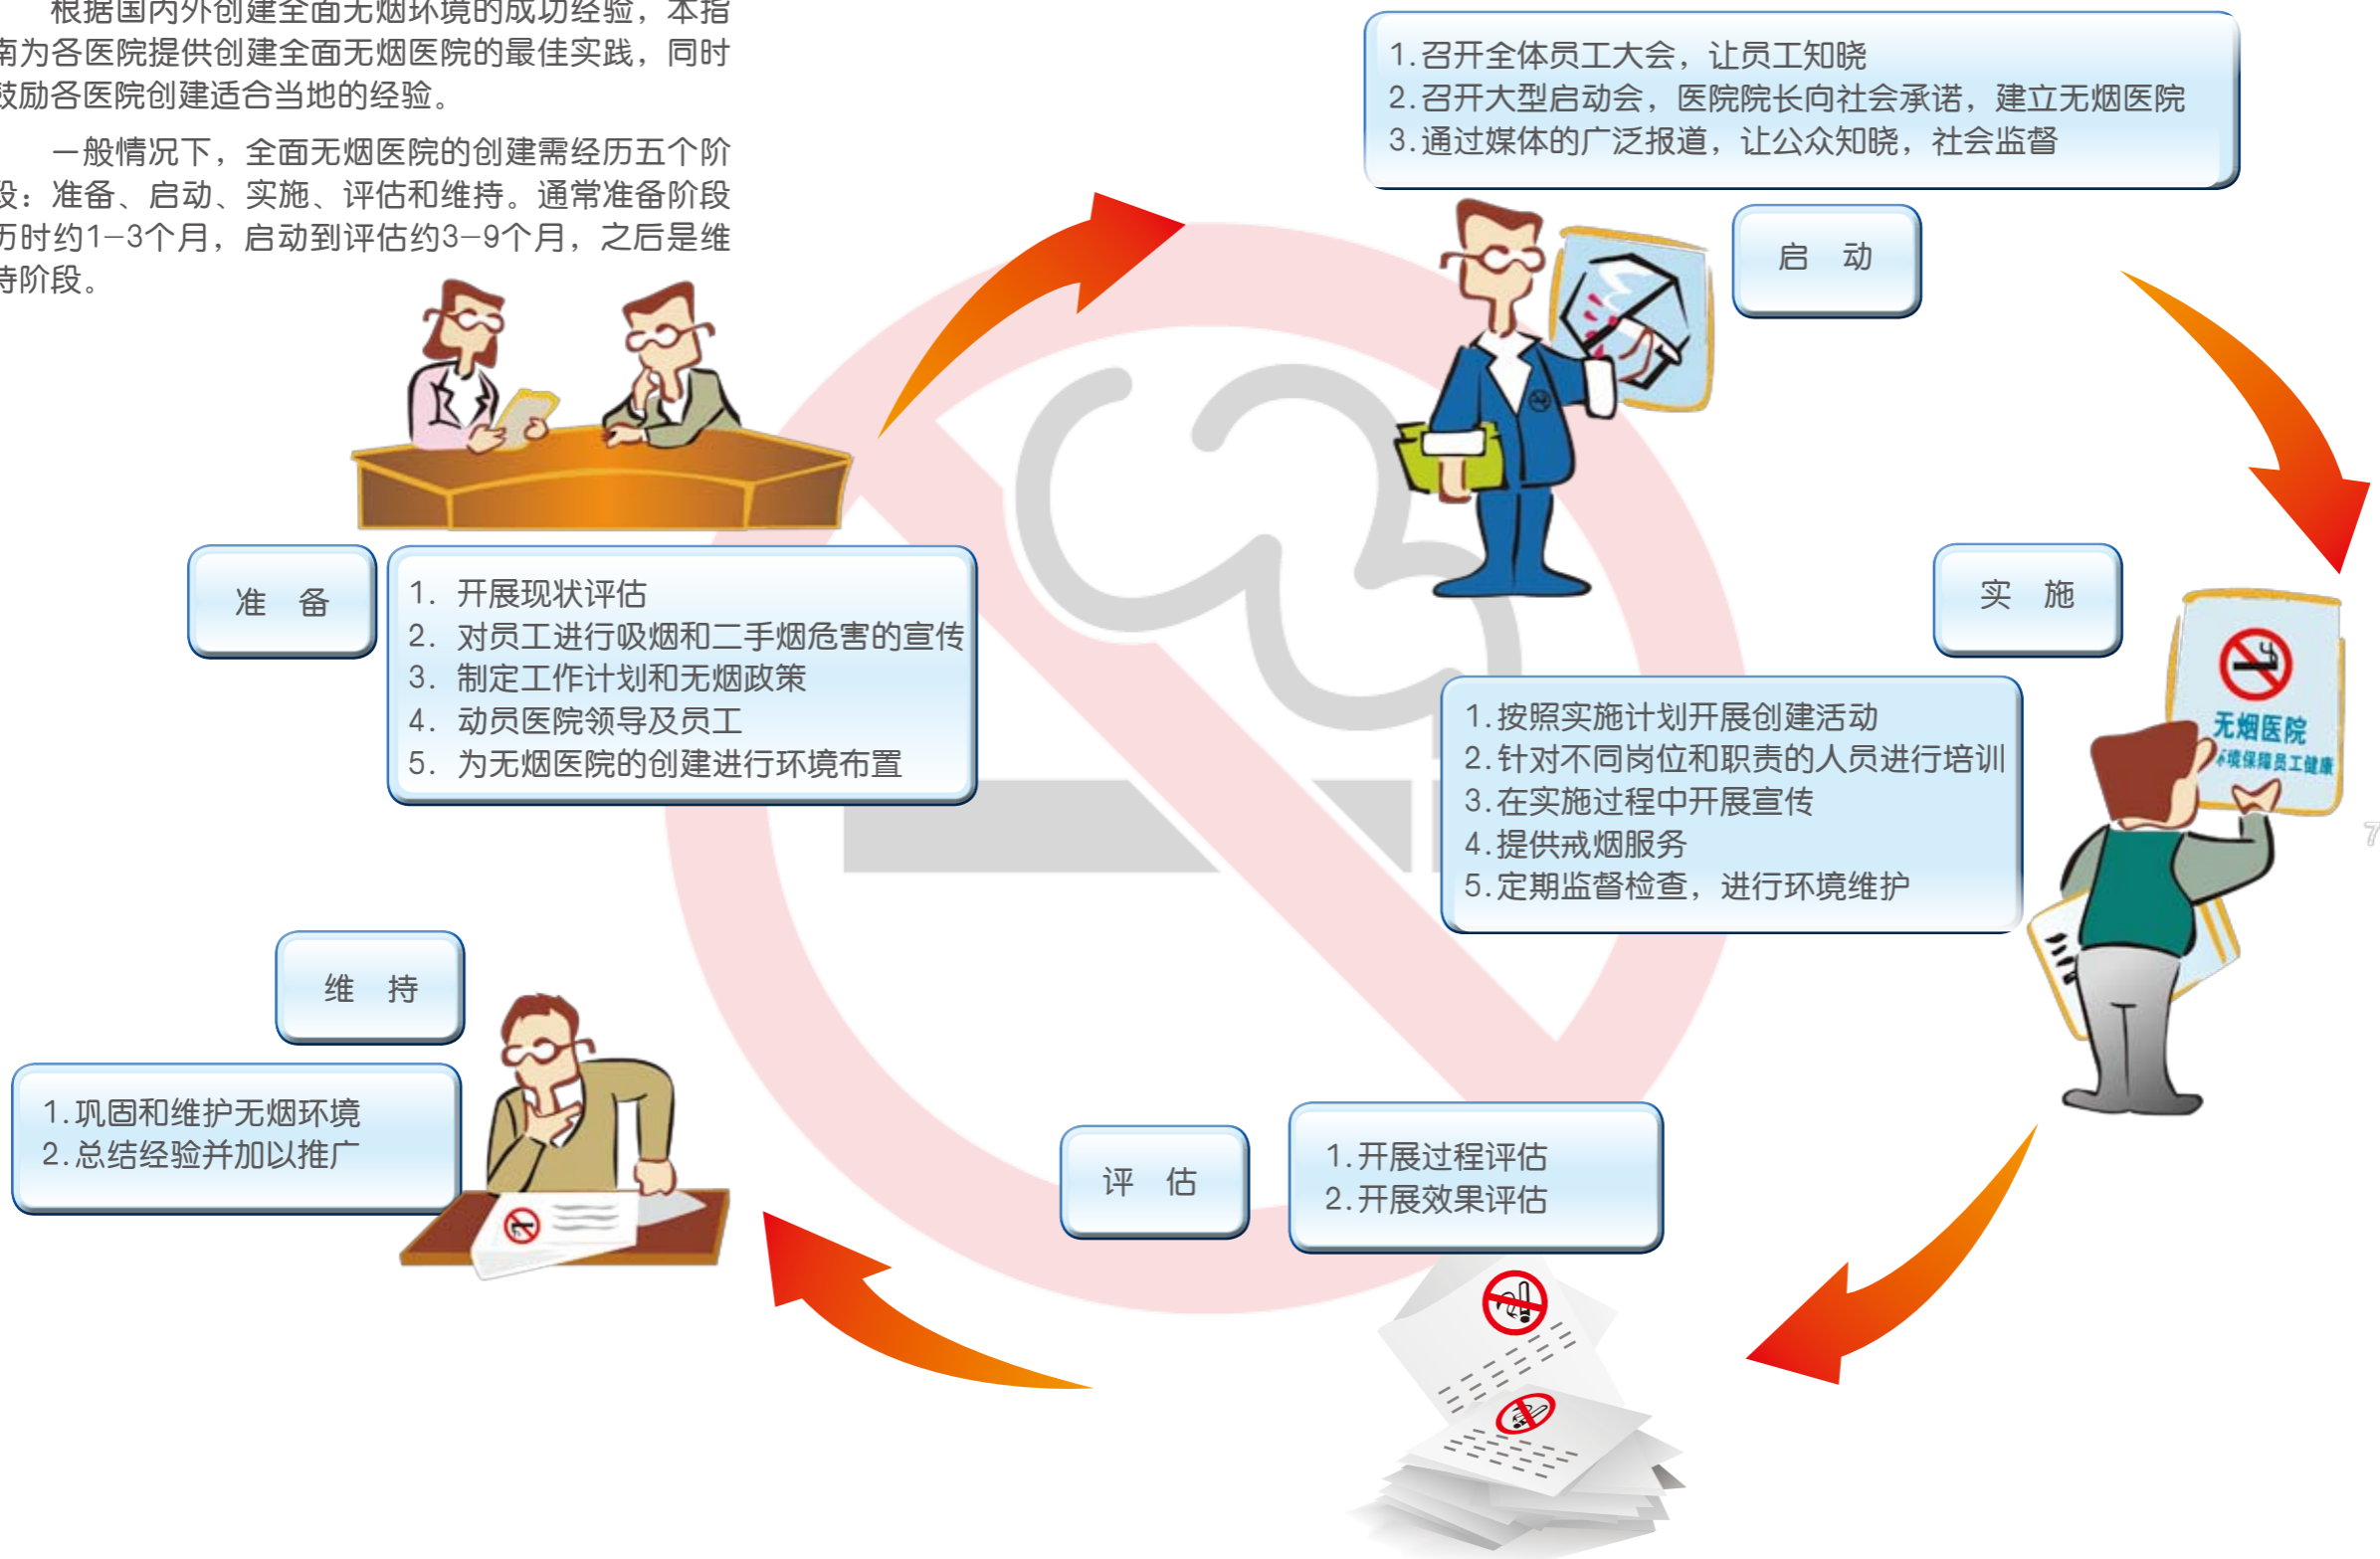 根据国内外创建全面无烟环境的成功经验，本指
南为各医院提供创建全面无烟医院的最佳实践，同时
鼓励各医院创建适合当地的经验。
一般情况下，全面无烟医院的创建需经历五个阶
段：准备、启动、实施、评估和维持。通常准备阶段
历时约1-3个月，启动到评估约3-9个月，之后是维
持阶段。
1.召开全体员工大会，让员工知晓
2.召开大型启动会，医院院长向社会承诺，建立无烟医院
3.通过媒体的广泛报道，让公众知晓，社会监督
启 动
准 备
1. 开展现状评估
2. 对员工进行吸烟和二手烟危害的宣传
3. 制定工作计划和无烟政策
4. 动员医院领导及员工
5. 为无烟医院的创建进行环境布置
实 施
1.按照实施计划开展创建活动
2.针对不同岗位和职责的人员进行培训
3.在实施过程中开展宣传
4.提供戒烟服务
5.定期监督检查，进行环境维护
无烟医院
环境保障员工健康
7
维 持
1.巩固和维护无烟环境
2.总结经验并加以推广
评 估
1.开展过程评估
2.开展效果评估